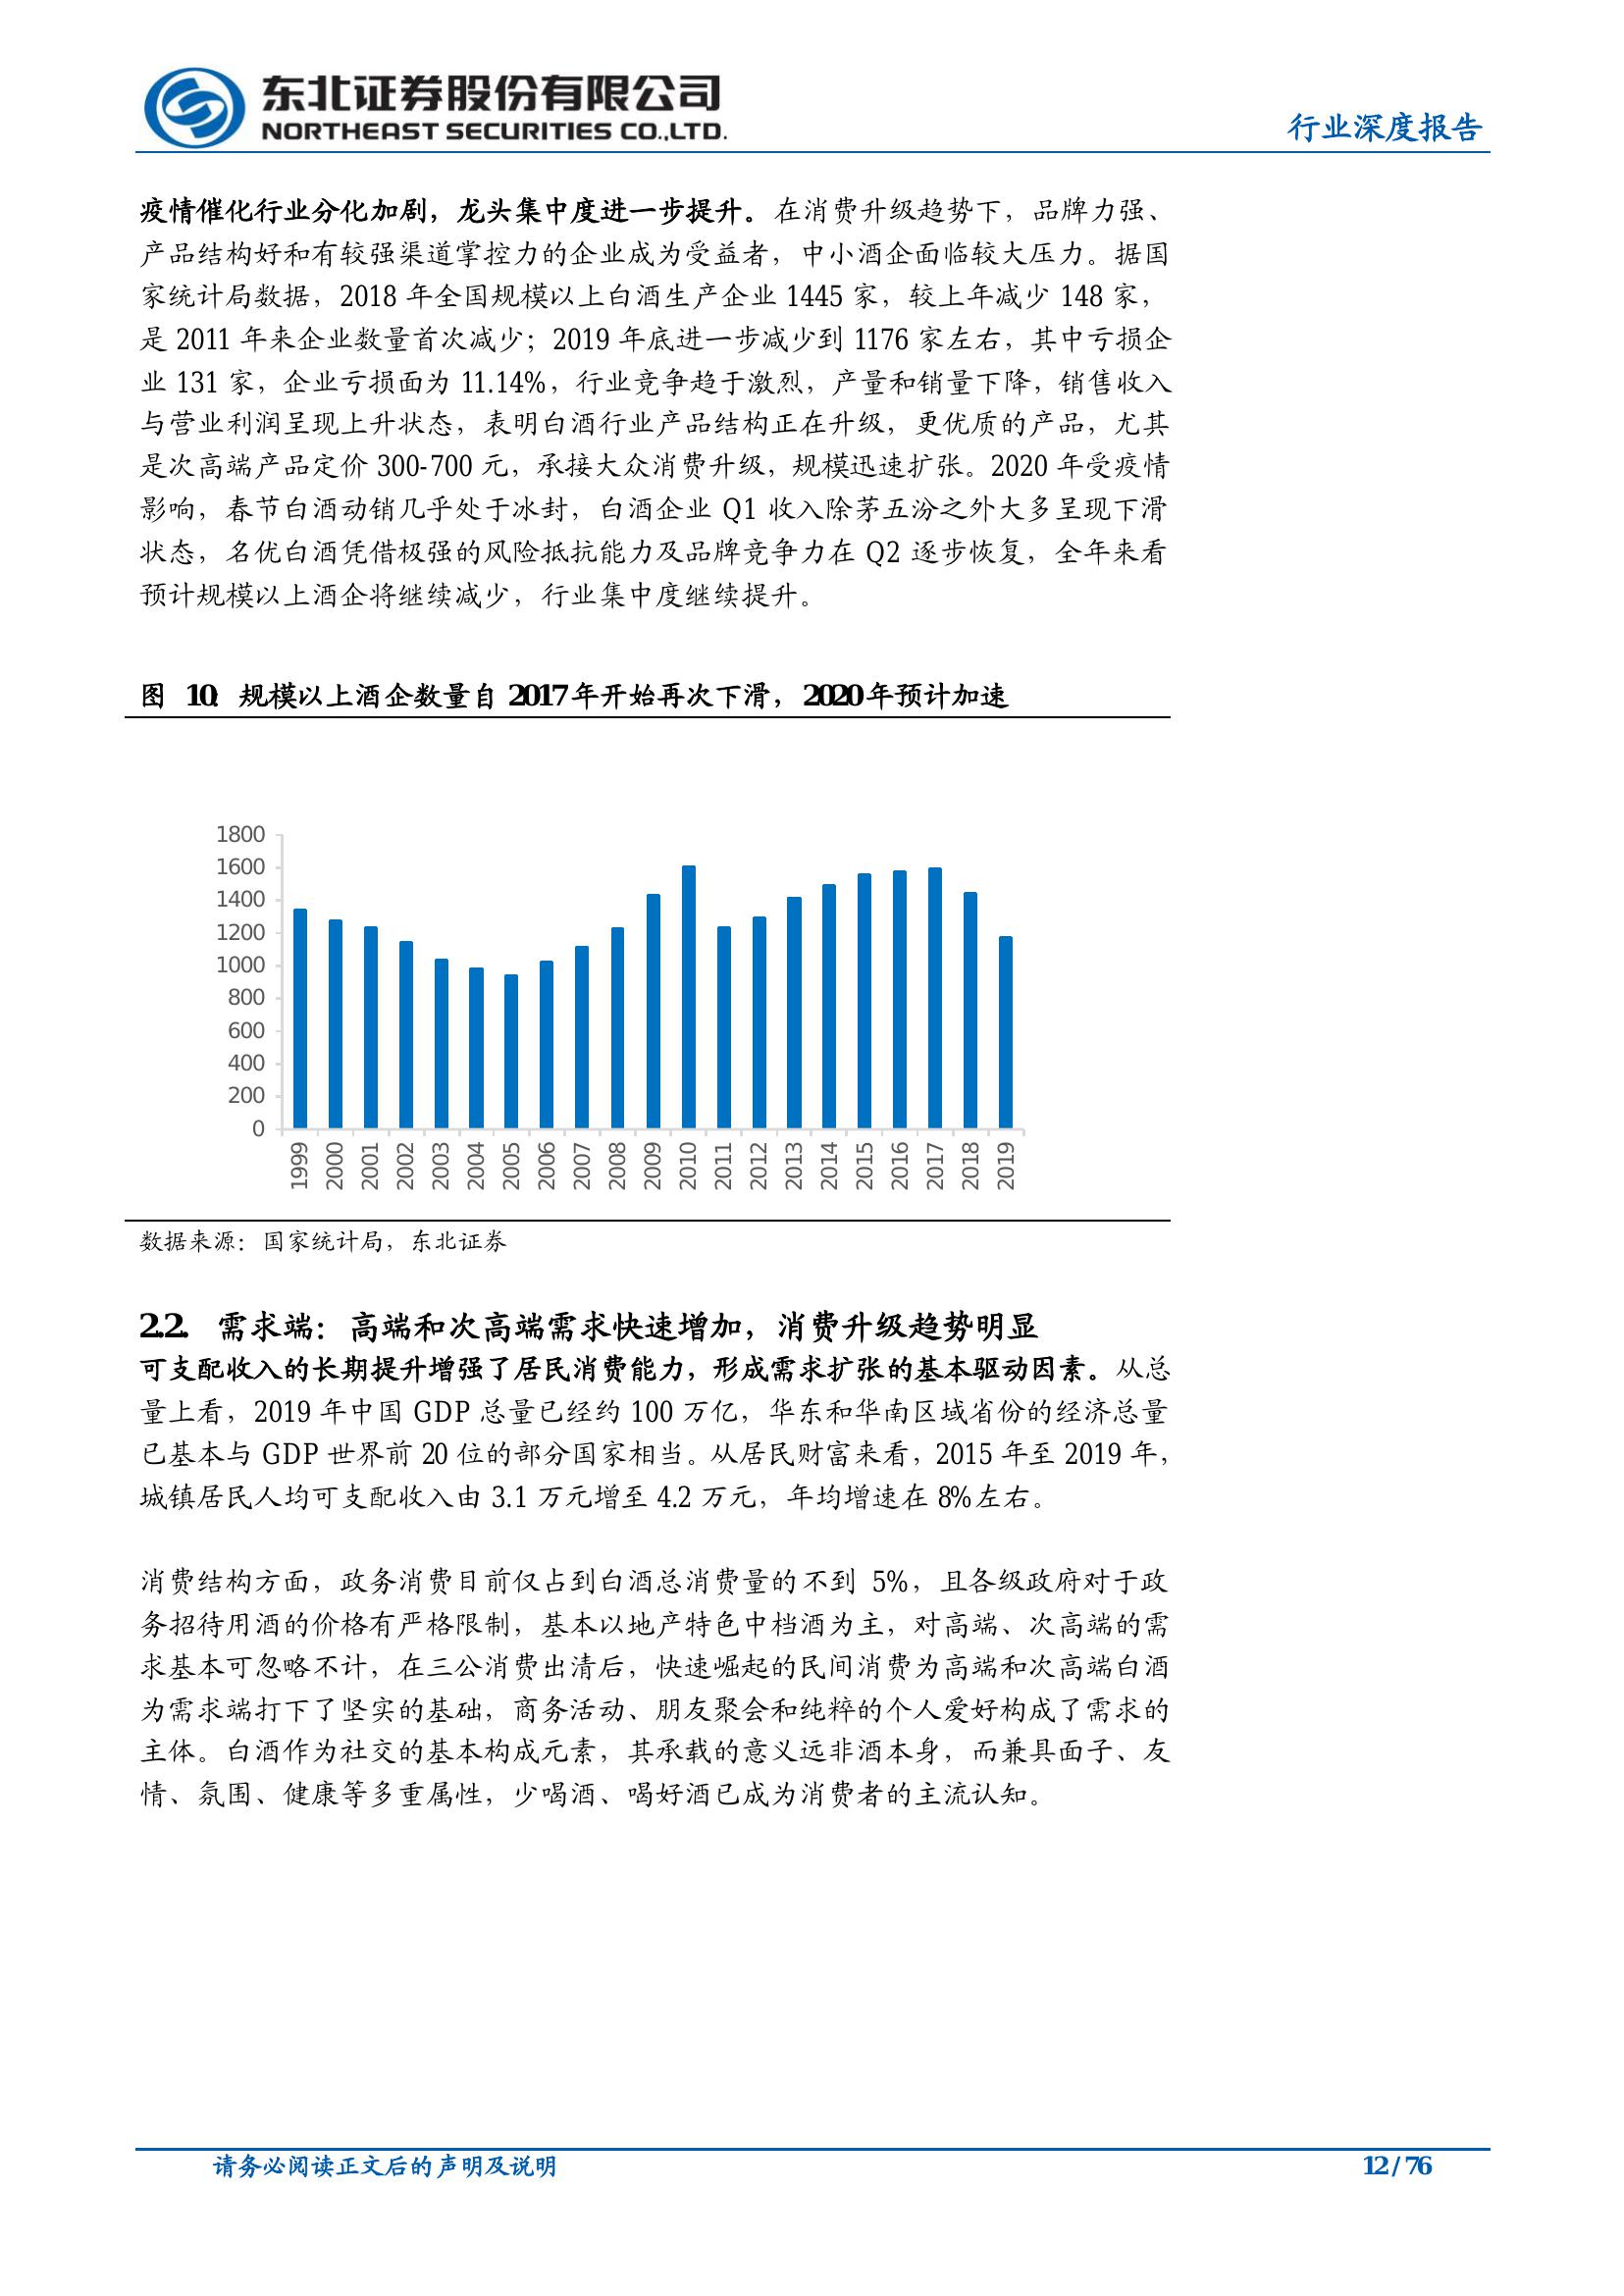 东北证券股份有限公司
NORTHEAST SECURITIES CO.,LTD.
行业深度报告
疫情催化行业分化加剧，龙头集中度进一步提升。在消费升级趋势下，品牌力强、
产品结构好和有较强渠道掌控力的企业成为受益者，中小酒企面临较大压力。据国
家统计局数据，2018 年全国规模以上白酒生产企业 1445 家，较上年减少 148 家，
是 2011 年来企业数量首次减少；2019 年底进一步减少到 1176 家左右，其中亏损企
业 131 家，企业亏损面为 11.14%，行业竞争趋于激烈，产量和销量下降，销售收入
与营业利润呈现上升状态，表明白酒行业产品结构正在升级，更优质的产品，尤其
是次高端产品定价 300-700 元，承接大众消费升级，规模迅速扩张。2020 年受疫情
影响，春节白酒动销几乎处于冰封，白酒企业 Q1 收入除茅五汾之外大多呈现下滑
状态，名优白酒凭借极强的风险抵抗能力及品牌竞争力在 Q2 逐步恢复，全年来看
预计规模以上酒企将继续减少，行业集中度继续提升。
图 10：规模以上酒企数量自 2017 年开始再次下滑，2020 年预计加速
1800
1600
1400
1200
1000
800
600
400
200
0
1999 2000 2001 2002 2003 2004 2005 2006 2007 2008 2009 2010 2011 2012 2013 2014 2015 2016 2017 2018 2019
数据来源：国家统计局，东北证券
2.2. 需求端：高端和次高端需求快速增加，消费升级趋势明显
可支配收入的长期提升增强了居民消费能力，形成需求扩张的基本驱动因素。从总
量上看，2019 年中国 GDP 总量已经约 100 万亿，华东和华南区域省份的经济总量
已基本与 GDP 世界前 20 位的部分国家相当。从居民财富来看，2015 年至 2019 年，
城镇居民人均可支配收入由 3.1 万元增至 4.2 万元，年均增速在 8%左右。
消费结构方面，政务消费目前仅占到白酒总消费量的不到 5%，且各级政府对于政
务招待用酒的价格有严格限制，基本以地产特色中档酒为主，对高端、次高端的需
求基本可忽略不计，在三公消费出清后，快速崛起的民间消费为高端和次高端白酒
为需求端打下了坚实的基础，商务活动、朋友聚会和纯粹的个人爱好构成了需求的
主体。白酒作为社交的基本构成元素，其承载的意义远非酒本身，而兼具面子、友
情、氛围、健康等多重属性，少喝酒、喝好酒已成为消费者的主流认知。
请务必阅读正文后的声明及说明
12 / 76